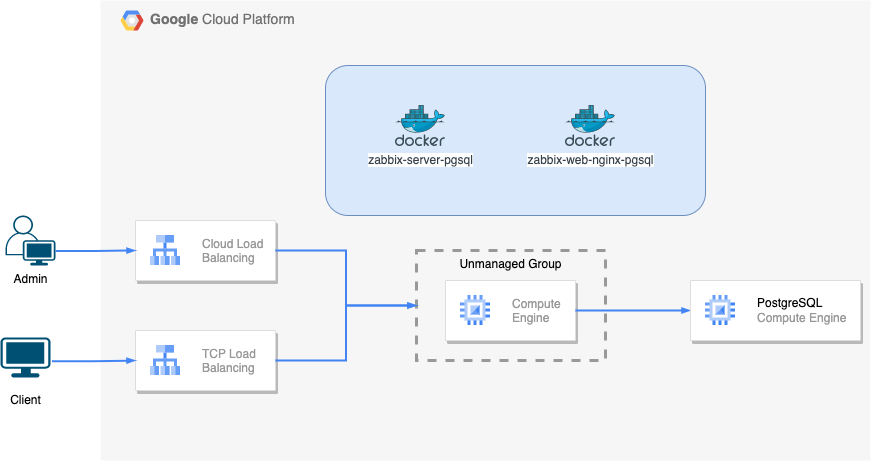 Google Cloud Platform
docker
zabbix-server-pgsql
docker
zabbix-web-nginx-pgsql
Admin
Cloud Load
Balancing
Unmanaged Group
Compute
Engine
PostgreSQL
Compute Engine
TCP Load
Balancing
Client